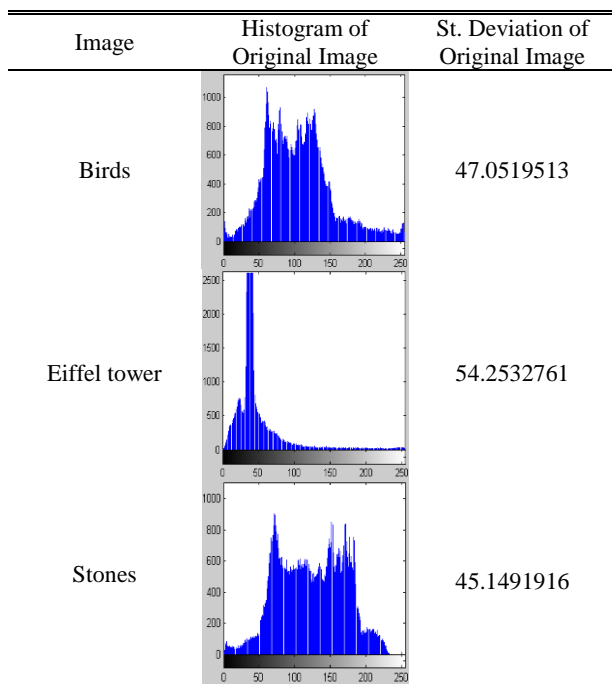 Image
Histogram of
Original Image
St. Deviation of
Original Image
Birds
1000
800
600
400
200
0
0 50 100 150 200 250
47.0519513
Eiffel tower
2500
2000
1500
1000
500
0
0 50 100 150 200 250
54.2532761
Stones
1000
800
600
400
200
0
0 50 100 150 200 250
45.1491916